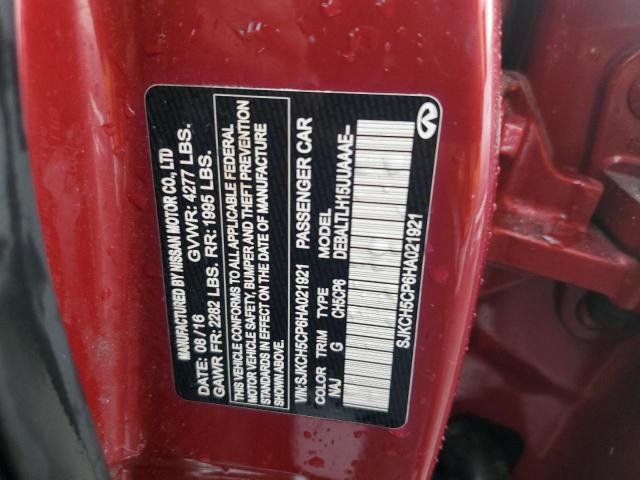 MANUFACTURED BY NISSAN MOTOR CO., LTD
DATE: 08 / 16 GVWR: 4277 LBS.
GAWR FR: 2282 LBS. RR: 1995 LBS.
THIS VEHICLE CONFORMS TO ALL APPLICABLE FEDERAL
MOTOR VEHICLE SAFETY, BUMPER AND THEFT PREVENTION
STANDARDS IN EFFECT ON THE DATE OF MANUFACTURE
SHOWN ABOVE.
VIN: SJKCH5CP6HA021921 PASSENGER CAR
COLOR TRIM TYPE MODEL
NAJ G CH5CP6 DEBALTLH15UUAAAE--
SJKCH5CP6HA021921